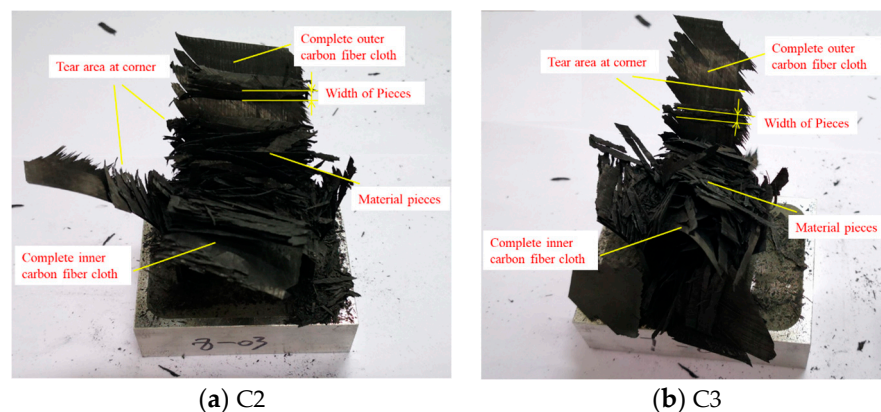 Complete outer
carbon fiber cloth
Tear area at corner
Width of Pieces
Material pieces
Complete inner
carbon fiber cloth
8-03
(a) C2
Complete outer
carbon fiber cloth
Tear area at corner
Width of Pieces
Material pieces
Complete inner
carbon fiber cloth
(b) C3